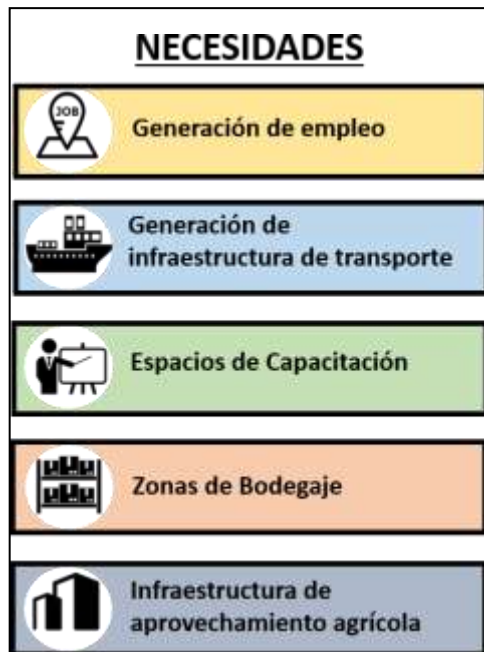 NECESIDADES
JOB
Generación de empleo
Generación de
infraestructura de transporte
Espacios de Capacitación
Zonas de Bodegaje
Infraestructura de
aprovechamiento agrícola